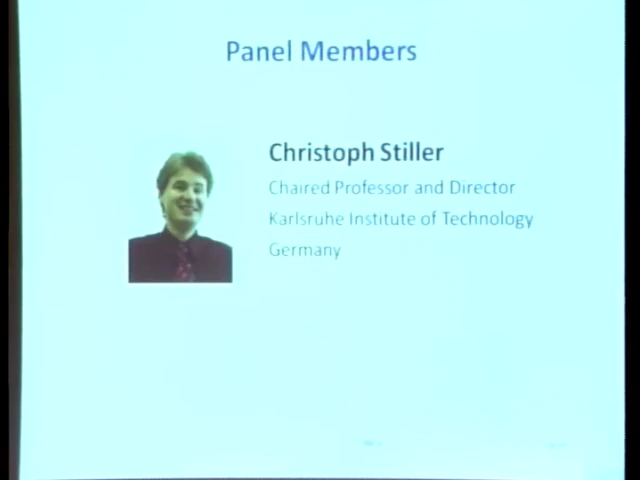 Panel Members
Christoph Stiller
Chaired Professor and Director
Karlsruhe Institute of Technology
Germany